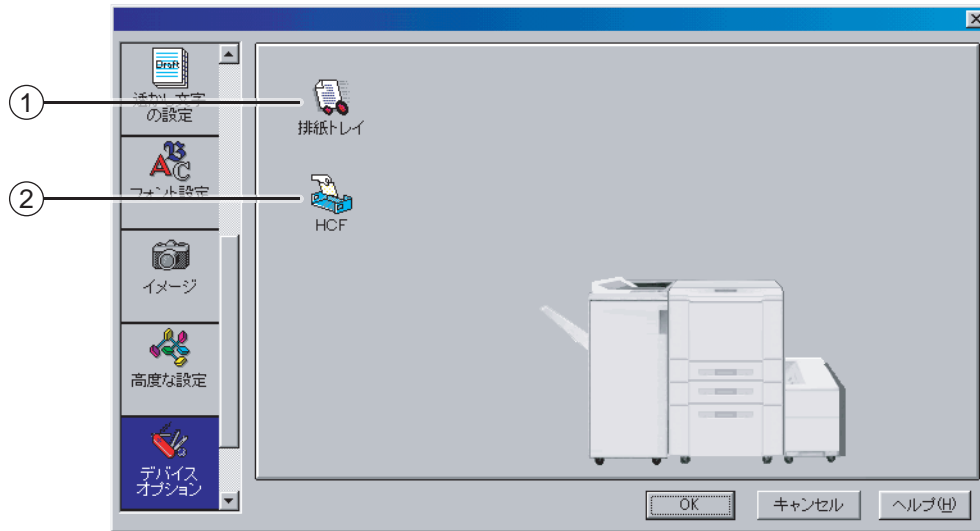 Draft
透かし文字
の設定
フォント設定
イメージ
高度な設定
デバイス
オプション
1
排紙トレイ
2
HCF
OK
キャンセル
ヘルプ(H)